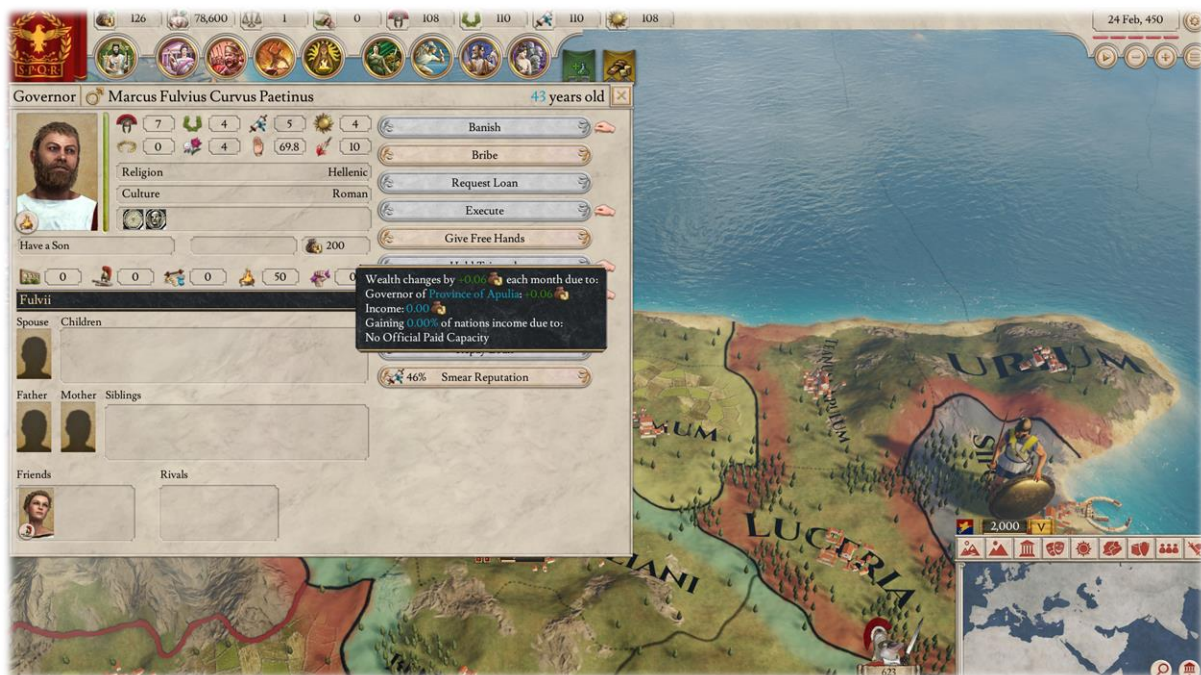 126 78,600 1 0 108 110 110 108
24 Feb, 450
S·P·Q·R
Governor Marcus Fulvius Curvus Paetinus 43 years old
7 4 5 4
0 4 69.8 10
Religion Hellenic
Culture Roman
Have a Son 200
0 0 0 50
Fulvii
Spouse Children
Father Mother Siblings
Friends Rivals
Banish
Bribe
Request Loan
Execute
Give Free Hands
Wealth changes by +0.06 each month due to:
Governor of Province of Apulia: +0.06
Income: 0.00
Gaining 0.00% of nations income due to:
No Official Paid Capacity
46% Smear Reputation
URIUM
LUCERIA
2,000 V
623